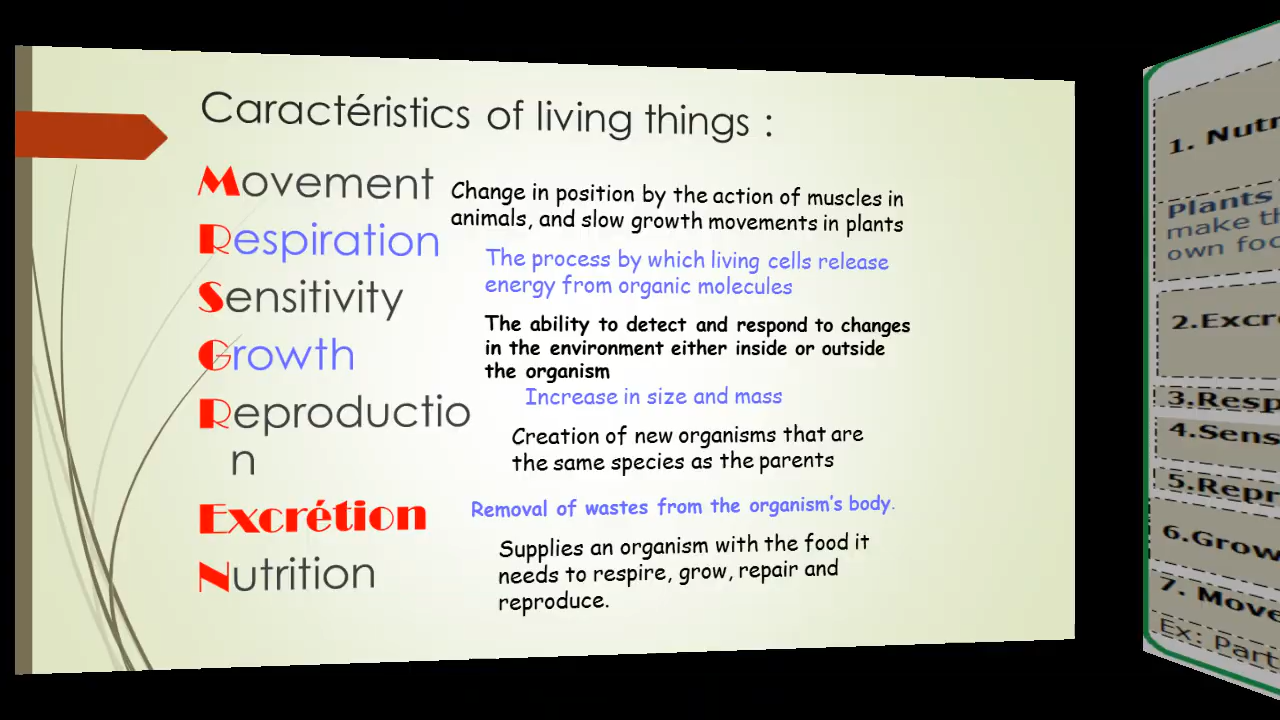 Caractéristics of living things :
Movement
Change in position by the action of muscles in
animals, and slow growth movements in plants
Respiration
The process by which living cells release
energy from organic molecules
Sensitivity
The ability to detect and respond to changes
in the environment either inside or outside
the organism
Growth
Increase in size and mass
Reproductio
n
Creation of new organisms that are
the same species as the parents
Excrétion
Removal of wastes from the organism's body.
Nutrition
Supplies an organism with the food it
needs to respire, grow, repair and
reproduce.
1. Nutr
Plants
make th
own foo
2.Excre
3.Resp
4.Sens
5.Repr
6.Grow
7. Move
Ex: Part